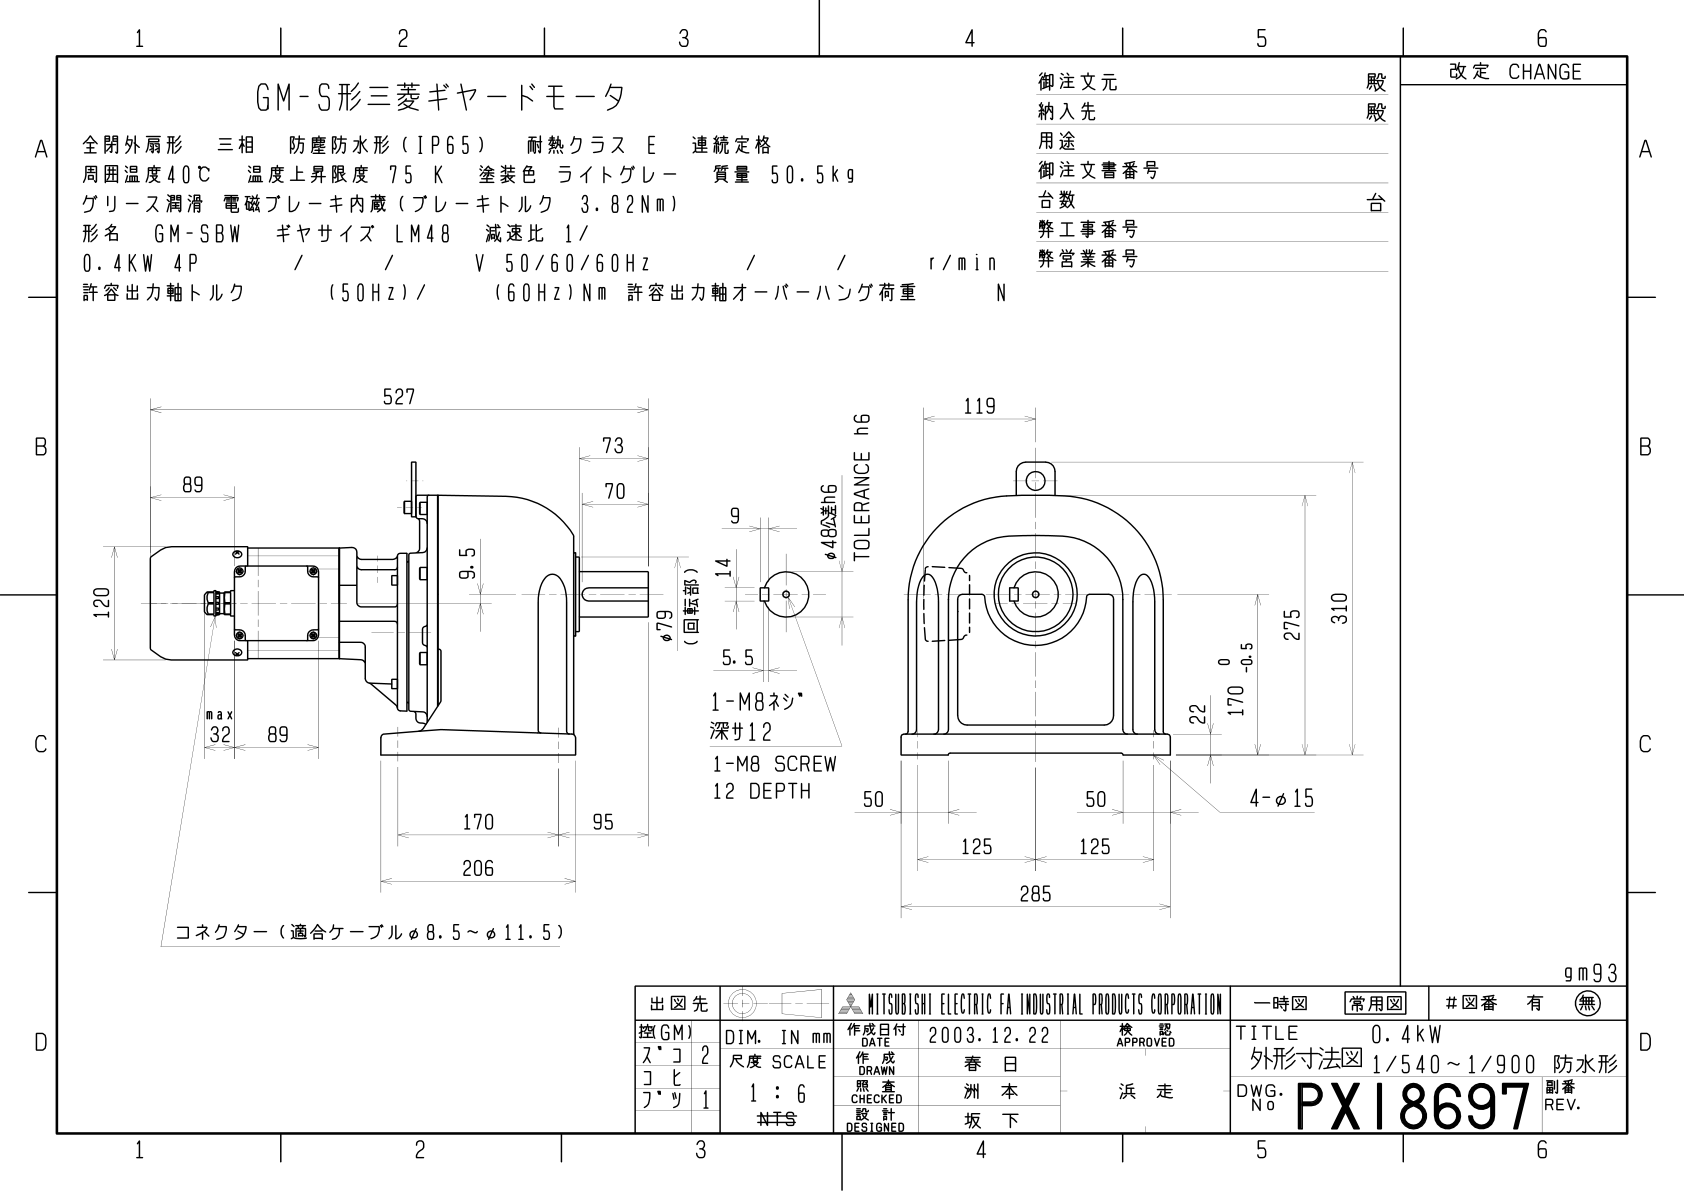 1 2 3 4 5 6
改定 CHANGE
GM-S形三菱ギヤードモータ
全閉外扇形 三相 防塵防水形(IP65) 耐熱クラス E 連続定格
周囲温度40℃ 温度上昇限度 75 K 塗装色 ライトグレー 質量 50.5kg
グリース潤滑 電磁ブレーキ内蔵(ブレーキトルク 3.82Nm)
形名 GM-SBW ギヤサイズ LM48 減速比 1/
0.4KW 4P / / V 50/60/60Hz / / r/min
許容出力軸トルク (50Hz)/ (60Hz)Nm 許容出力軸オーバーハング荷重 N
御注文元 殿
納入先 殿
用途
御注文書番号
台数 台
弊工事番号
弊営業番号
A A
B B
C C
D D
527
73
70
89
120
9.5
φ79
(回転部)
max
32
89
170
95
206
コネクター(適合ケーブルφ8.5~φ11.5)
9
14
5.5
φ48公差h6
TOLERANCE h6
1-M8ネジ
深サ12
1-M8 SCREW
12 DEPTH
119
310
275
170 0 -0.5
22
50
50
4-φ15
125
125
285
gm93
出図先
控(GM)
ズコ 2
コヒ
ブツ 1
DIM. IN mm
尺度 SCALE
1 : 6
NTS
MITSUBISHI ELECTRIC FA INDUSTRIAL PRODUCTS CORPORATION
作成日付 DATE 2003.12.22
作成 DRAWN 春日
照査 CHECKED 洲本
設計 DESIGNED 坂下
検認 APPROVED
浜走
一時図 常用図 #図番 有 無
TITLE 0.4kW
外形寸法図 1/540~1/900 防水形
DWG. No PX18697
副番 REV.
1 2 3 4 5 6